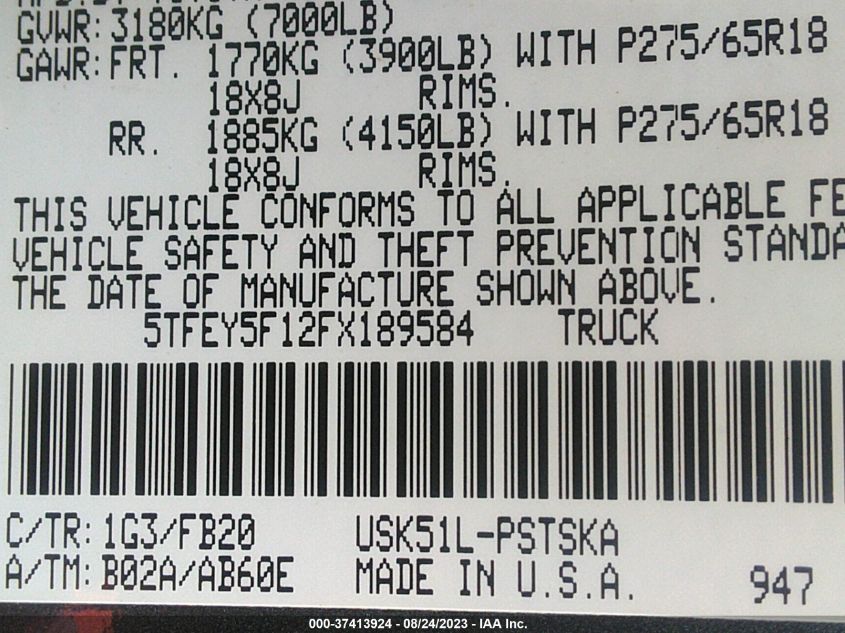 GVWR: 3180KG (7000LB)
GAWR: FRT. 1770KG (3900LB) WITH P275/65R18
18X8J RIMS.
RR. 1885KG (4150LB) WITH P275/65R18
18X8J RIMS.
THIS VEHICLE CONFORMS TO ALL APPLICABLE FE
VEHICLE SAFETY AND THEFT PREVENTION STANDA
THE DATE OF MANUFACTURE SHOWN ABOVE.
5TFEY5F12FX189584 TRUCK
C/TR: 1G3/FB20 USK51L-PSTSKA
A/TM: B02A/AB60E MADE IN U.S.A. 947
000-37413924 - 08/24/2023 - IAA Inc.